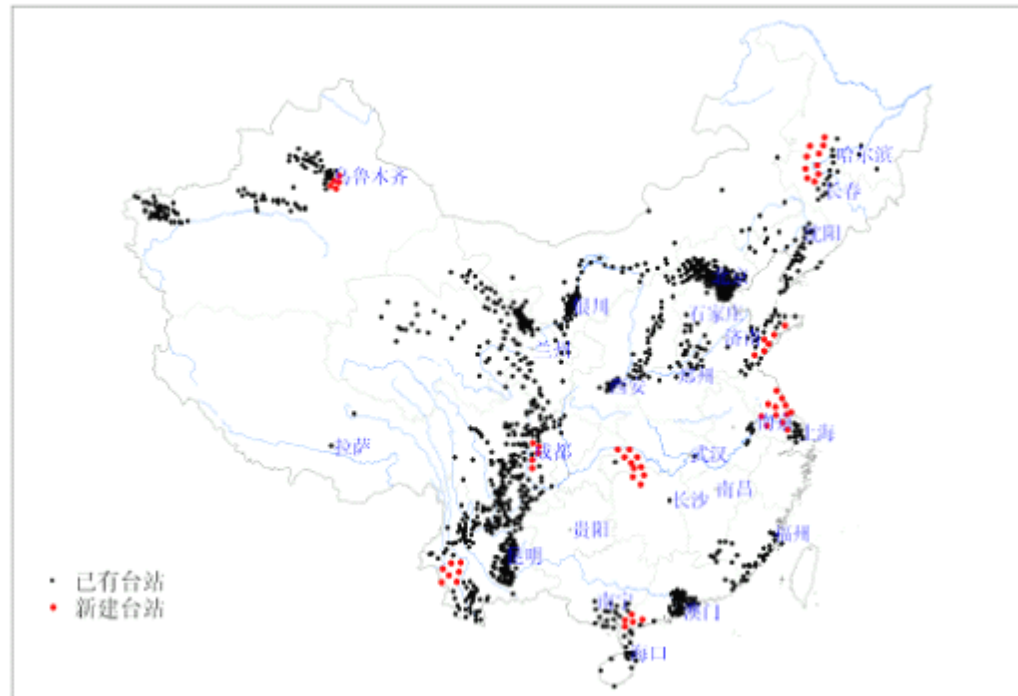 哈尔滨
乌鲁木齐
长春
沈阳
银川
石家庄
济南
兰州
郑州
西安
南京
上海
拉萨
成都
武汉
南昌
长沙
贵阳
福州
昆明
已有台站
新建台站
南宁
澳门
海口